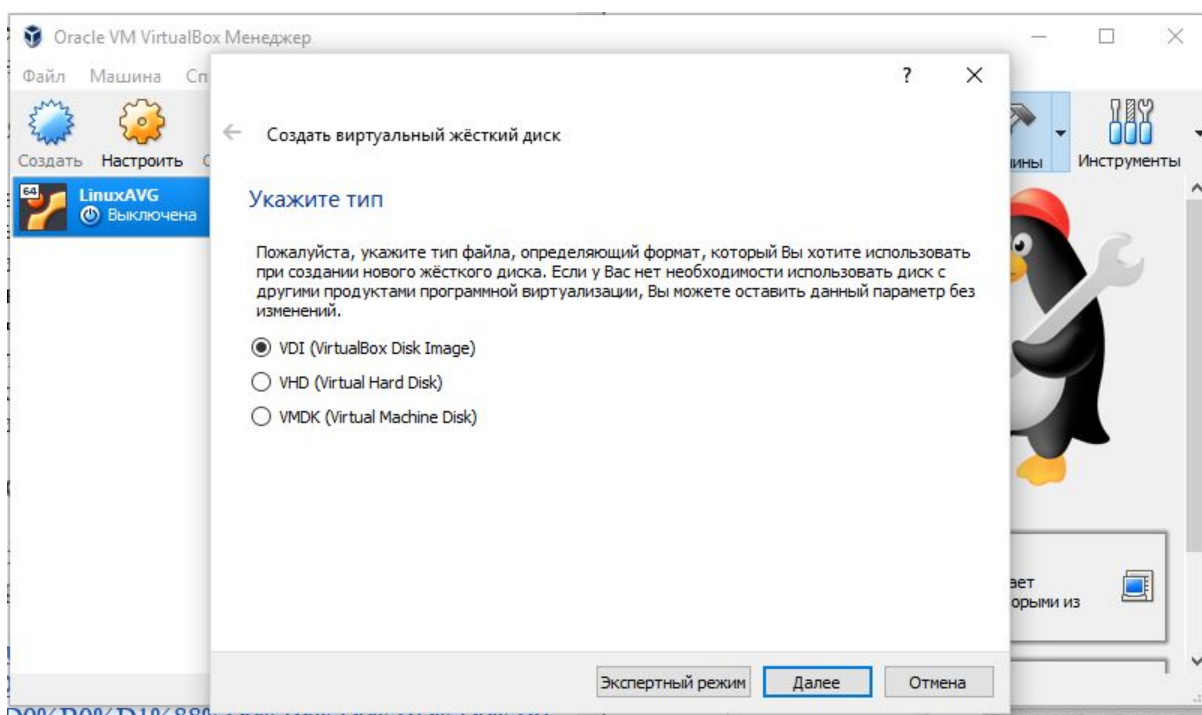 Oracle VM VirtualBox Менеджер
Файл Машина Сп
Создать Настроить
ины Инструменты
64 LinuxAVG
Выключена
? ×
← Создать виртуальный жёсткий диск
Укажите тип
Пожалуйста, укажите тип файла, определяющий формат, который Вы хотите использовать
при создании нового жёсткого диска. Если у Вас нет необходимости использовать диск с
другими продуктами программной виртуализации, Вы можете оставить данный параметр без
изменений.
VDI (VirtualBox Disk Image)
VHD (Virtual Hard Disk)
VMDK (Virtual Machine Disk)
ает
орыми из
Экспертный режим Далее Отмена